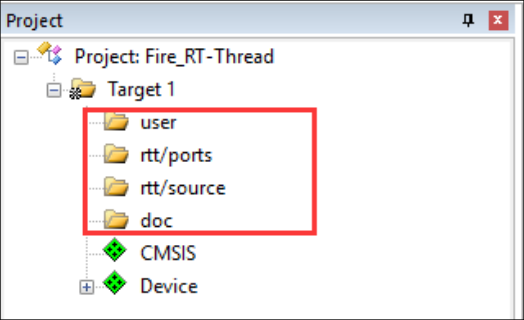 Project
Project: Fire_RT-Thread
Target 1
user
rtt/ports
rtt/source
doc
CMSIS
Device